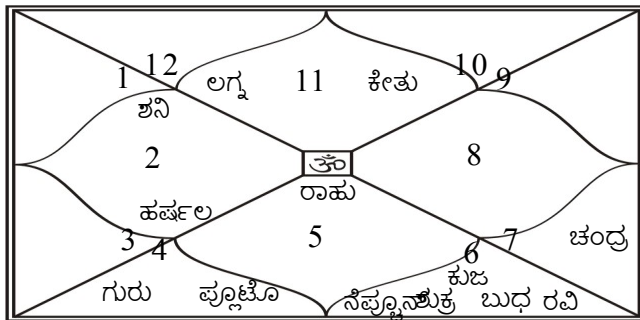 1 12 ಲಗ್ನ 11 ಕೇತು 10 9
ಶನಿ
2 ॐ 8
ರಾಹು
ಹರ್ಷಲ
3 4 5 6 7 ಚಂದ್ರ
ಕುಜ
ಗುರು ಪ್ಲೂಟೊ ನೆಪ್ಚೂನ್ ಶುಕ್ರ ಬುಧ ರವಿ